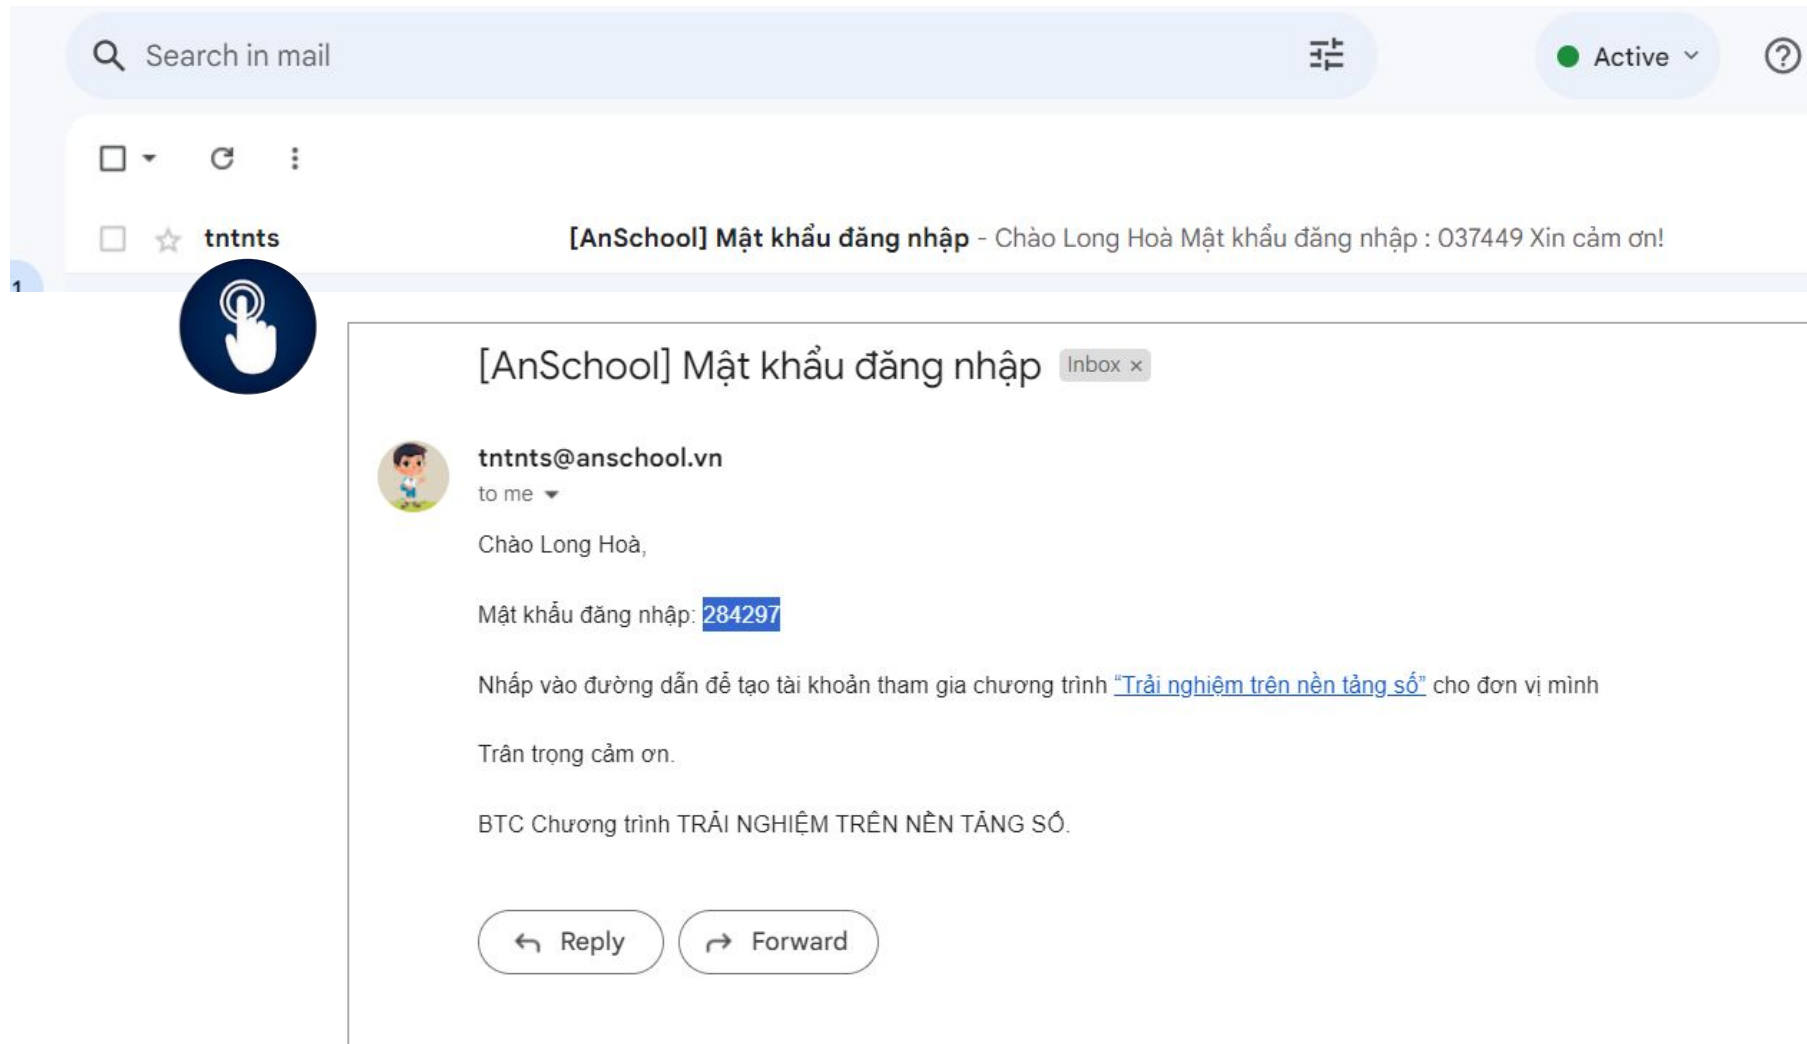 Search in mail
Active
tntnts [AnSchool] Mật khẩu đăng nhập - Chào Long Hoà Mật khẩu đăng nhập : 037449 Xin cảm ơn!
1
[AnSchool] Mật khẩu đăng nhập Inbox ×
tntnts@anschool.vn
to me
Chào Long Hoà,
Mật khẩu đăng nhập: 284297
Nhấp vào đường dẫn để tạo tài khoản tham gia chương trình “Trải nghiệm trên nền tảng số” cho đơn vị mình
Trân trọng cảm ơn.
BTC Chương trình TRẢI NGHIỆM TRÊN NỀN TẢNG SỐ.
Reply Forward